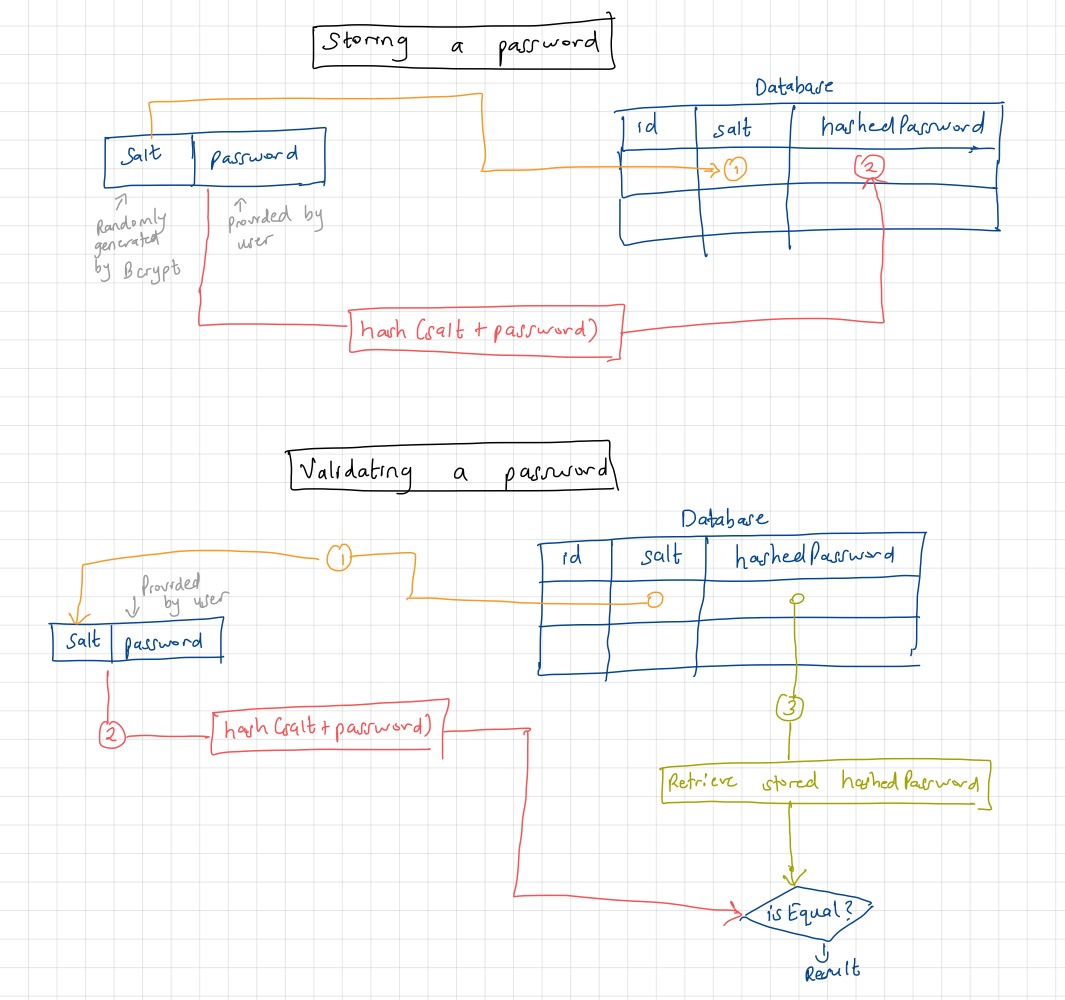 Storing a password
Database
id salt hashedPassword
Salt password
1
2
Randomly
generated
by Bcrypt
Provided by
user
hash (salt + password)
Validating a password
Database
id salt hashedPassword
1
Provided
by user
Salt password
2
hash (salt + password)
3
Retrieve stored hashedPassword
is Equal?
Result